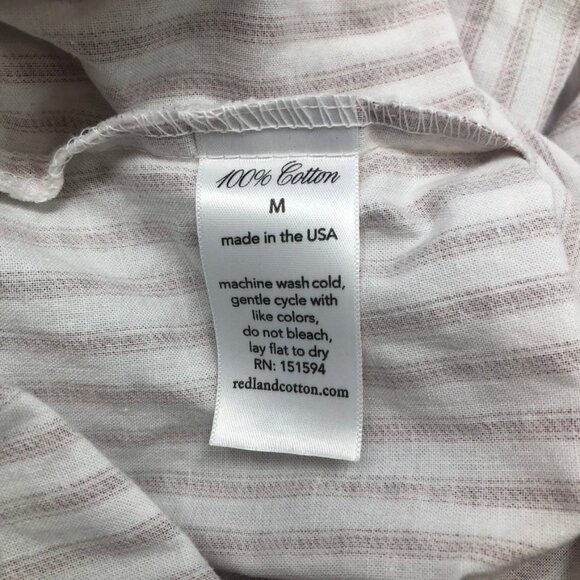 100% Cotton
M
made in the USA
machine wash cold,
gentle cycle with
like colors,
do not bleach,
lay flat to dry
RN: 151594
redlandcotton.com